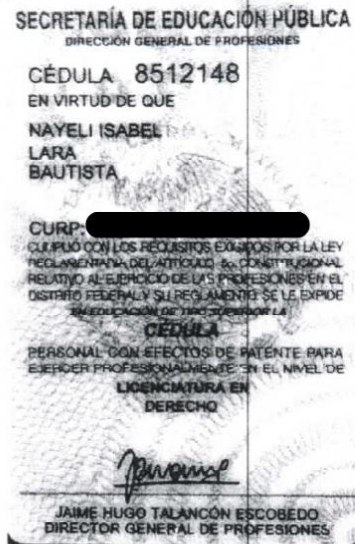 SECRETARÍA DE EDUCACIÓN PÚBLICA
DIRECCIÓN GENERAL DE PROFESIONES
CÉDULA 8512148
EN VIRTUD DE QUE
NAYELI ISABEL
LARA
BAUTISTA
CURP:
CUMPLIÓ CON LOS REQUISITOS EXIGIDOS POR LA LEY
REGLAMENTARIA DEL ARTÍCULO 5o. CONSTITUCIONAL
RELATIVO AL EJERCICIO DE LAS PROFESIONES EN EL
DISTRITO FEDERAL Y SU REGLAMENTO SE LE EXPIDE
EN EDUCACIÓN DE TIPO SUPERIOR LA
CÉDULA
PERSONAL CON EFECTOS DE PATENTE PARA
EJERCER PROFESIONALMENTE EN EL NIVEL DE
LICENCIATURA EN
DERECHO
JAIME HUGO TALANCÓN ESCOBEDO
DIRECTOR GENERAL DE PROFESIONES